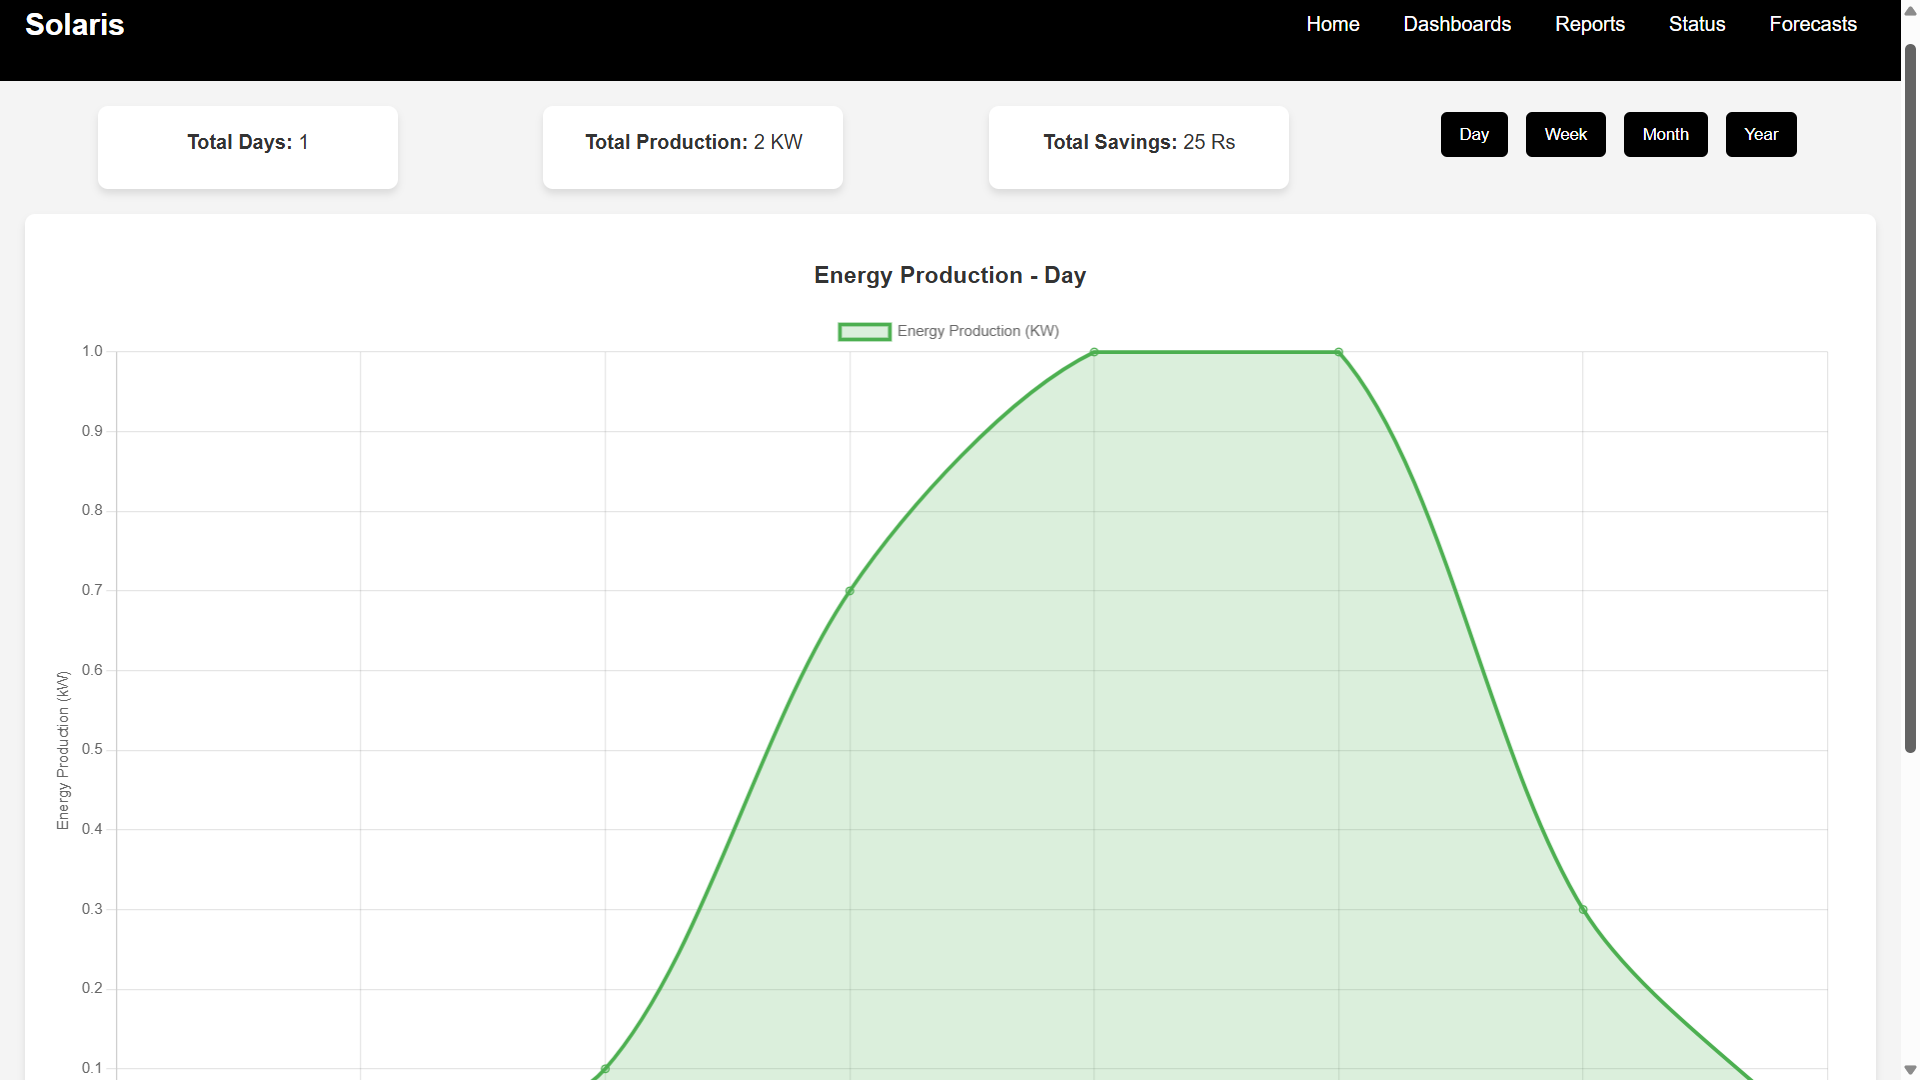 Solaris
Home Dashboards Reports Status Forecasts
Total Days: 1
Total Production: 2 KW
Total Savings: 25 Rs
Day Week Month Year
Energy Production - Day
Energy Production (KW)
1.0
0.9
0.8
0.7
0.6
0.5
0.4
0.3
0.2
0.1
Energy Production (kW)